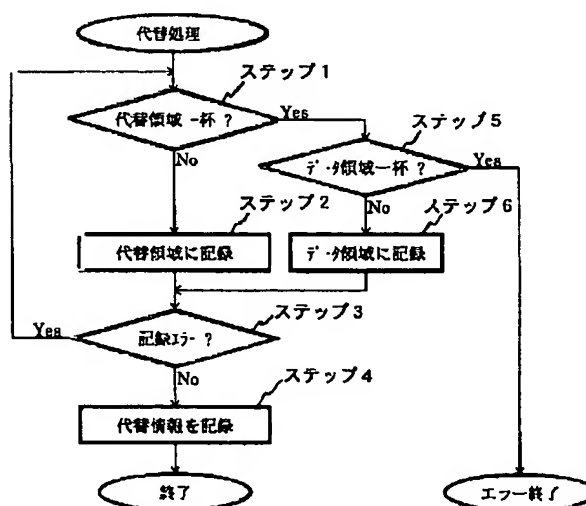 代替処理
ステップ1
代替領域一杯 ?
Yes
ステップ5
No
データ領域一杯 ?
Yes
ステップ2
No
ステップ6
代替領域に記録
データ領域に記録
ステップ3
Yes
記録エラー ?
No
ステップ4
代替情報を記録
終了
エラー終了